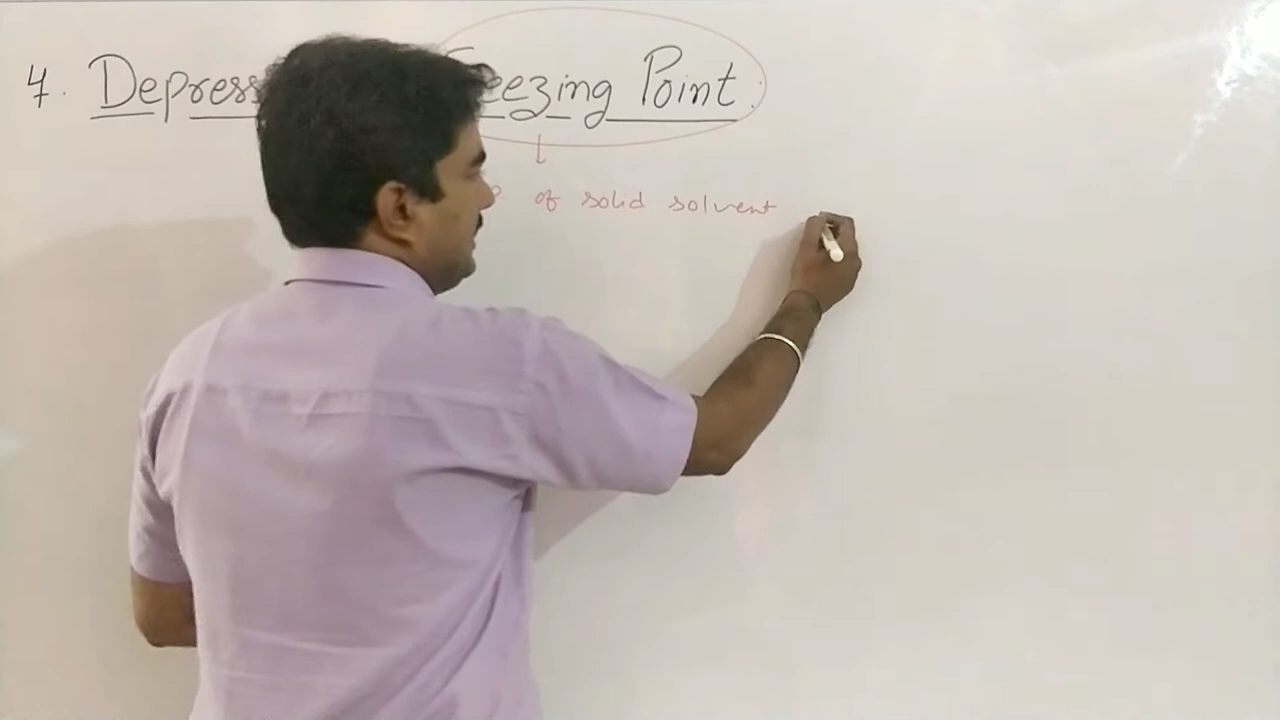 4. Depress eezing Point :
of solid solvent